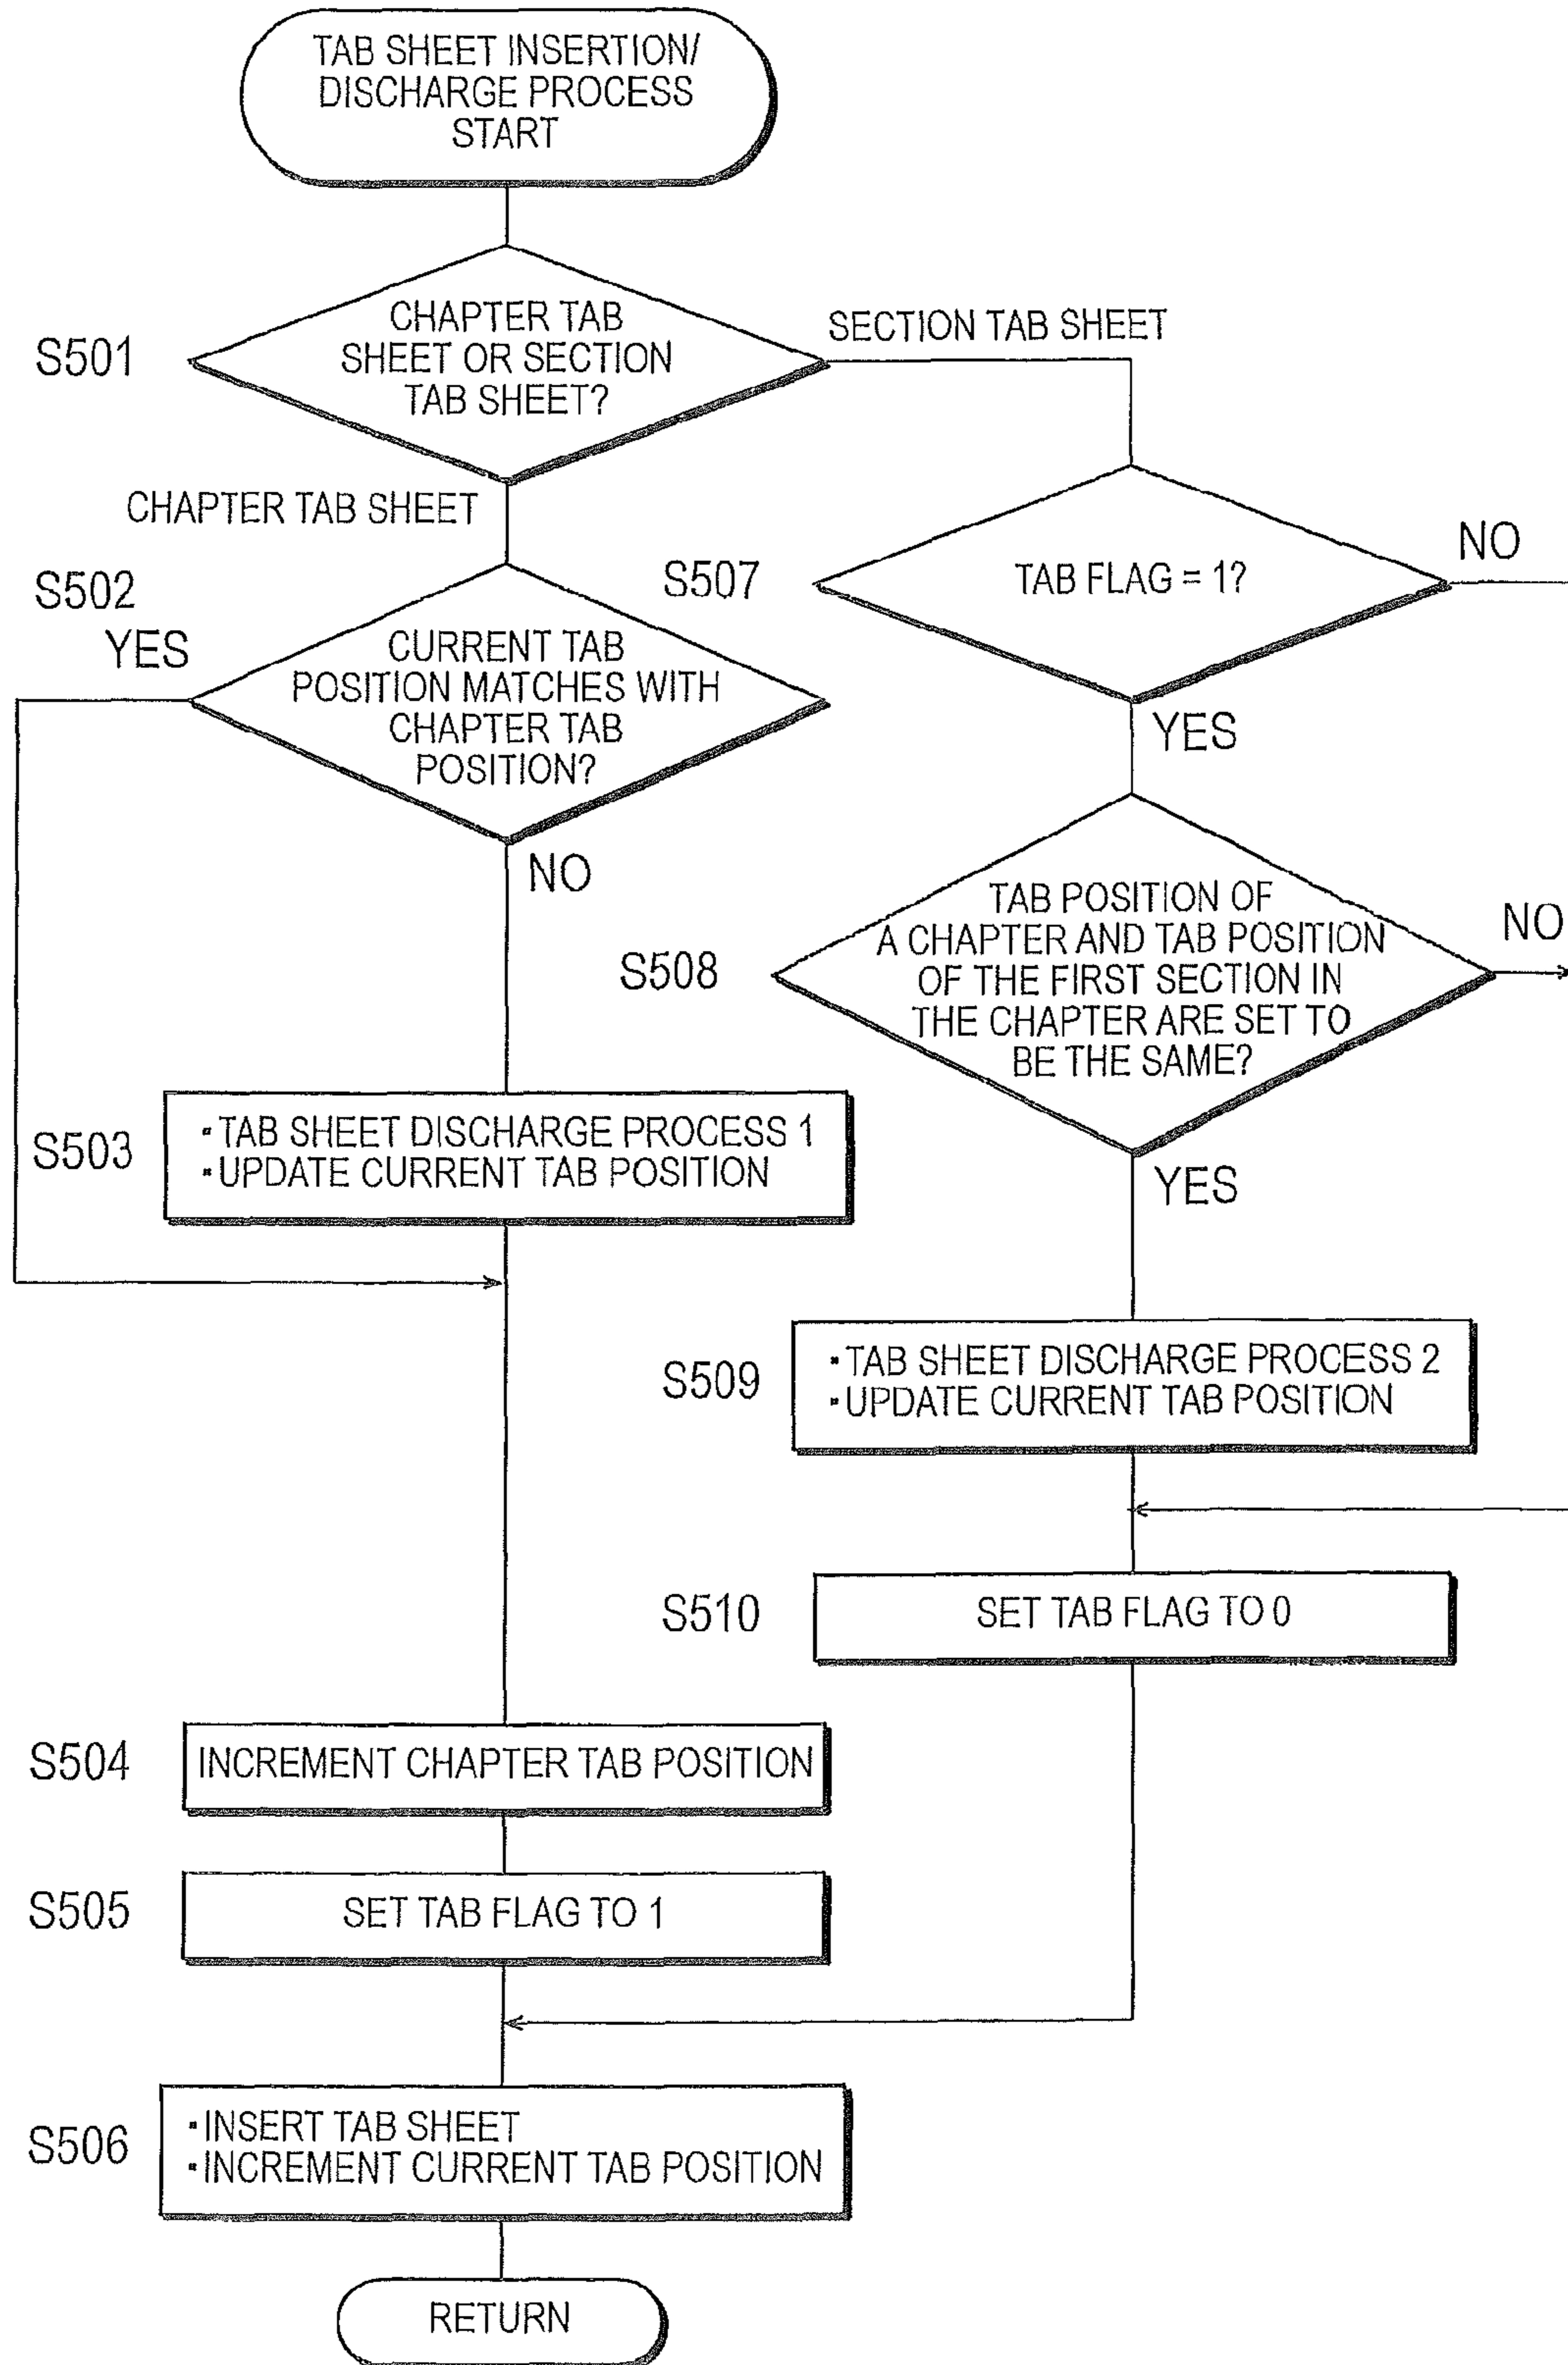 TAB SHEET INSERTION/
DISCHARGE PROCESS
START
S501
CHAPTER TAB
SHEET OR SECTION
TAB SHEET?
SECTION TAB SHEET
CHAPTER TAB SHEET
S502
YES
CURRENT TAB
POSITION MATCHES WITH
CHAPTER TAB
POSITION?
NO
S507
TAB FLAG = 1?
NO
YES
S508
TAB POSITION OF
A CHAPTER AND TAB POSITION
OF THE FIRST SECTION IN
THE CHAPTER ARE SET TO
BE THE SAME?
NO
YES
S503
▪TAB SHEET DISCHARGE PROCESS 1
▪UPDATE CURRENT TAB POSITION
S509
▪TAB SHEET DISCHARGE PROCESS 2
▪UPDATE CURRENT TAB POSITION
S510
SET TAB FLAG TO 0
S504
INCREMENT CHAPTER TAB POSITION
S505
SET TAB FLAG TO 1
S506
▪INSERT TAB SHEET
▪INCREMENT CURRENT TAB POSITION
RETURN